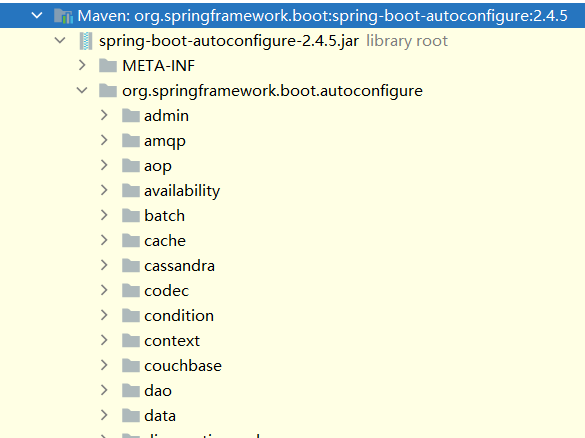 Maven: org.springframework.boot:spring-boot-autoconfigure:2.4.5
spring-boot-autoconfigure-2.4.5.jar library root
META-INF
org.springframework.boot.autoconfigure
admin
amqp
aop
availability
batch
cache
cassandra
codec
condition
context
couchbase
dao
data